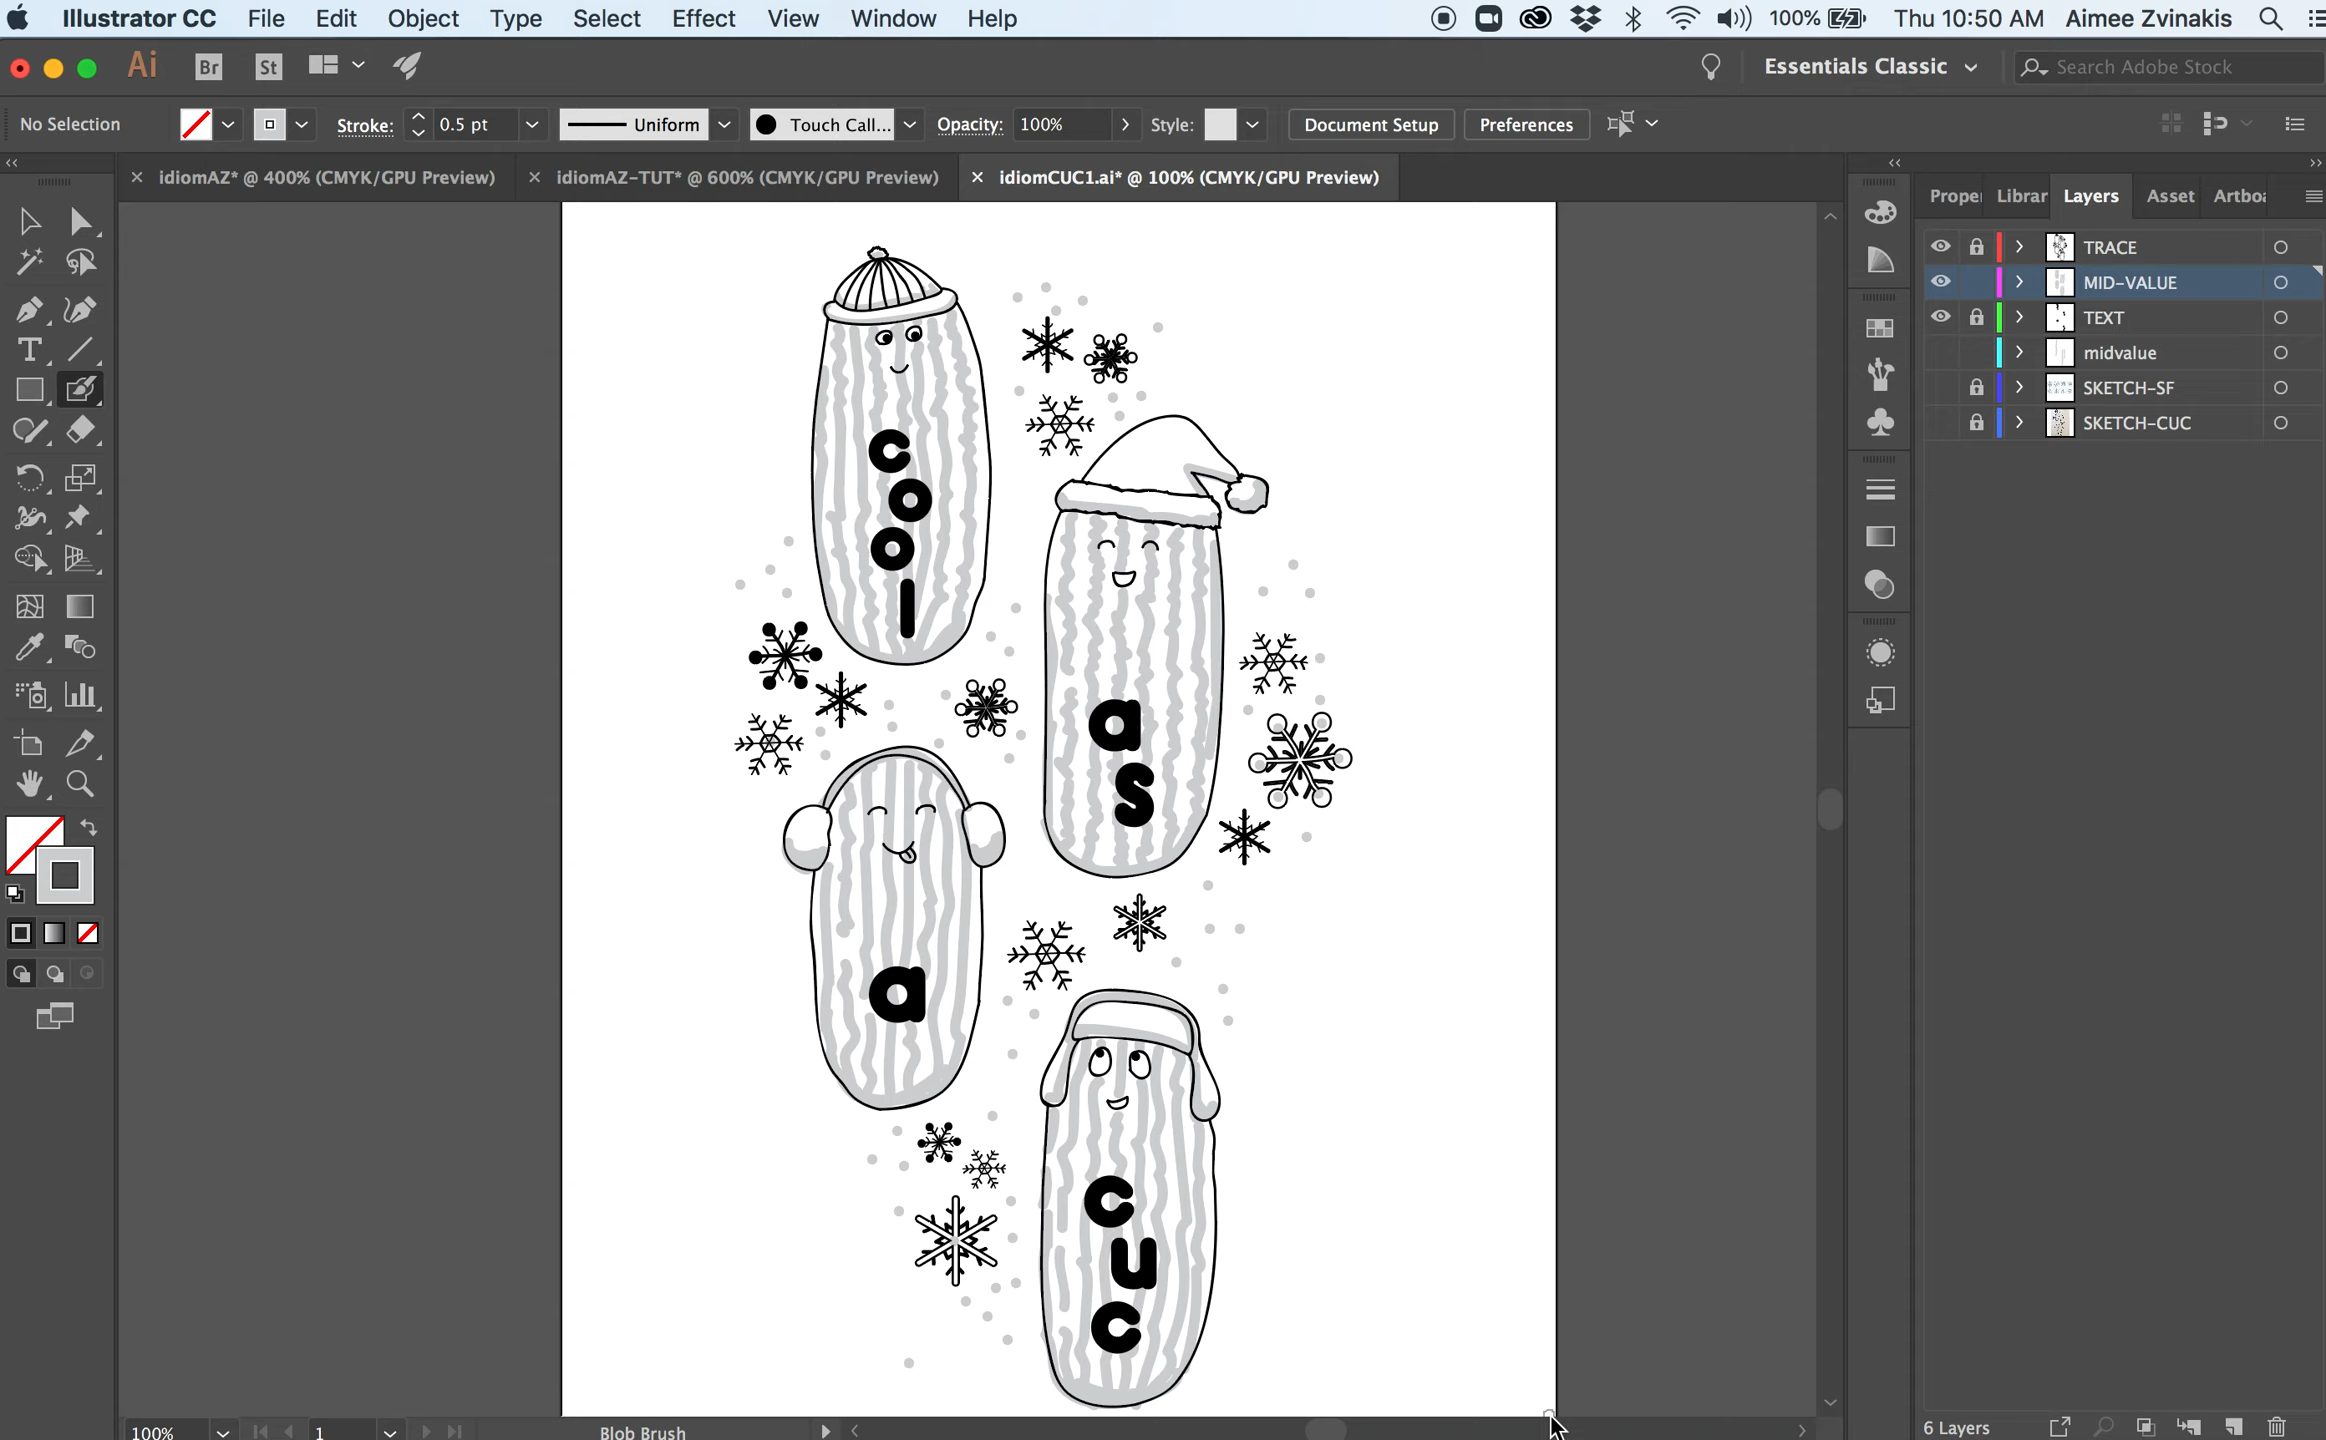 Illustrator CC File Edit Object Type Select Effect View Window Help 100% Thu 10:50 AM Aimee Zvinakis
Ai Br St Essentials Classic Search Adobe Stock
No Selection Stroke: 0.5 pt Uniform Touch Call... Opacity: 100% Style: Document Setup Preferences
idiomAZ* @ 400% (CMYK/GPU Preview) idiomAZ-TUT* @ 600% (CMYK/GPU Preview) idiomCUC1.ai* @ 100% (CMYK/GPU Preview)
Proper Librar Layers Asset Artboa
TRACE
MID-VALUE
TEXT
midvalue
SKETCH-SF
SKETCH-CUC
cool
as
a
cuc
100% 1 Blob Brush
6 Layers